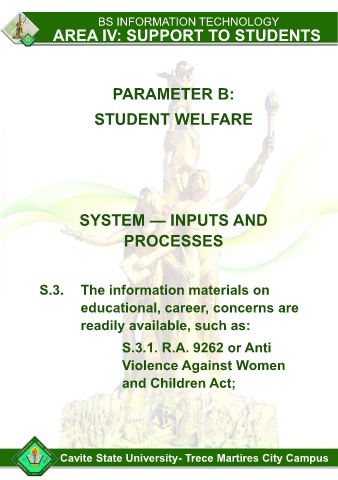 BS INFORMATION TECHNOLOGY
AREA IV: SUPPORT TO STUDENTS
PARAMETER B:
STUDENT WELFARE
SYSTEM — INPUTS AND
PROCESSES
S.3. The information materials on
educational, career, concerns are
readily available, such as:
S.3.1. R.A. 9262 or Anti
Violence Against Women
and Children Act;
Cavite State University- Trece Martires City Campus